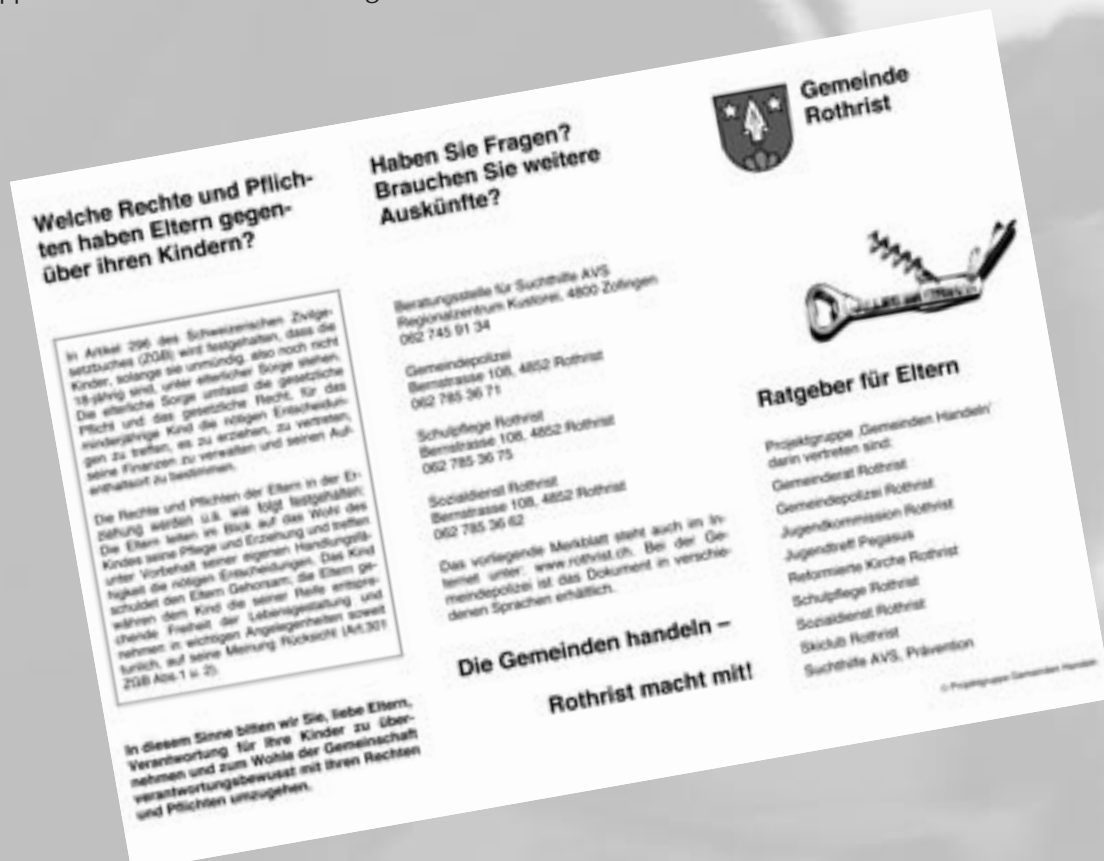 Welche Rechte und Pflich-
ten haben Eltern gegen-
über ihren Kindern?
In Artikel 296 des Schweizerischen Zivilge-
setzbuches (ZGB) wird festgehalten, dass die
Kinder, solange sie unmündig, also noch nicht
18-jährig sind, unter elterlicher Sorge stehen.
Die elterliche Sorge umfasst die gesetzliche
Pflicht und das gesetzliche Recht, für das
minderjährige Kind die nötigen Entscheidun-
gen zu treffen, es zu erziehen, zu vertreten,
seine Finanzen zu verwalten und seinen Auf-
enthaltsort zu bestimmen.
Die Rechte und Pflichten der Eltern in der Er-
ziehung werden u.a. wie folgt festgehalten:
Die Eltern leiten im Blick auf das Wohl des
Kindes seine Pflege und Erziehung und treffen
unter Vorbehalt seiner eigenen Handlungsfä-
higkeit die nötigen Entscheidungen. Das Kind
schuldet den Eltern Gehorsam; die Eltern ge-
währen dem Kind die seiner Reife entspre-
chende Freiheit der Lebensgestaltung und
nehmen in wichtigen Angelegenheiten soweit
tunlich, auf seine Meinung Rücksicht (Art.301
ZGB Abs.1 u. 2).
In diesem Sinne bitten wir Sie, liebe Eltern,
Verantwortung für Ihre Kinder zu über-
nehmen und zum Wohle der Gemeinschaft
verantwortungsbewusst mit Ihren Rechten
und Pflichten umzugehen.
Haben Sie Fragen?
Brauchen Sie weitere
Auskünfte?
Beratungsstelle für Suchthilfe AVS
Regionalzentrum Kustorei, 4800 Zofingen
062 745 91 34
Gemeindepolizei
Bernstrasse 108, 4852 Rothrist
062 785 36 71
Schulpflege Rothrist
Bernstrasse 108, 4852 Rothrist
062 785 36 75
Sozialdienst Rothrist
Bernstrasse 108, 4852 Rothrist
062 785 36 62
Das vorliegende Merkblatt steht auch im In-
ternet unter: www.rothrist.ch. Bei der Ge-
meindepolizei ist das Dokument in verschie-
denen Sprachen erhältlich.
Die Gemeinden handeln –
Rothrist macht mit!
Gemeinde
Rothrist
Ratgeber für Eltern
Projektgruppe ‚Gemeinden Handeln'
darin vertreten sind:
Gemeinderat Rothrist
Gemeindepolizei Rothrist
Jugendkommission Rothrist
Jugendtreff Pegasus
Reformierte Kirche Rothrist
Schulpflege Rothrist
Sozialdienst Rothrist
Skiclub Rothrist
Suchthilfe AVS, Prävention
© Projektgruppe Gemeinden Handeln